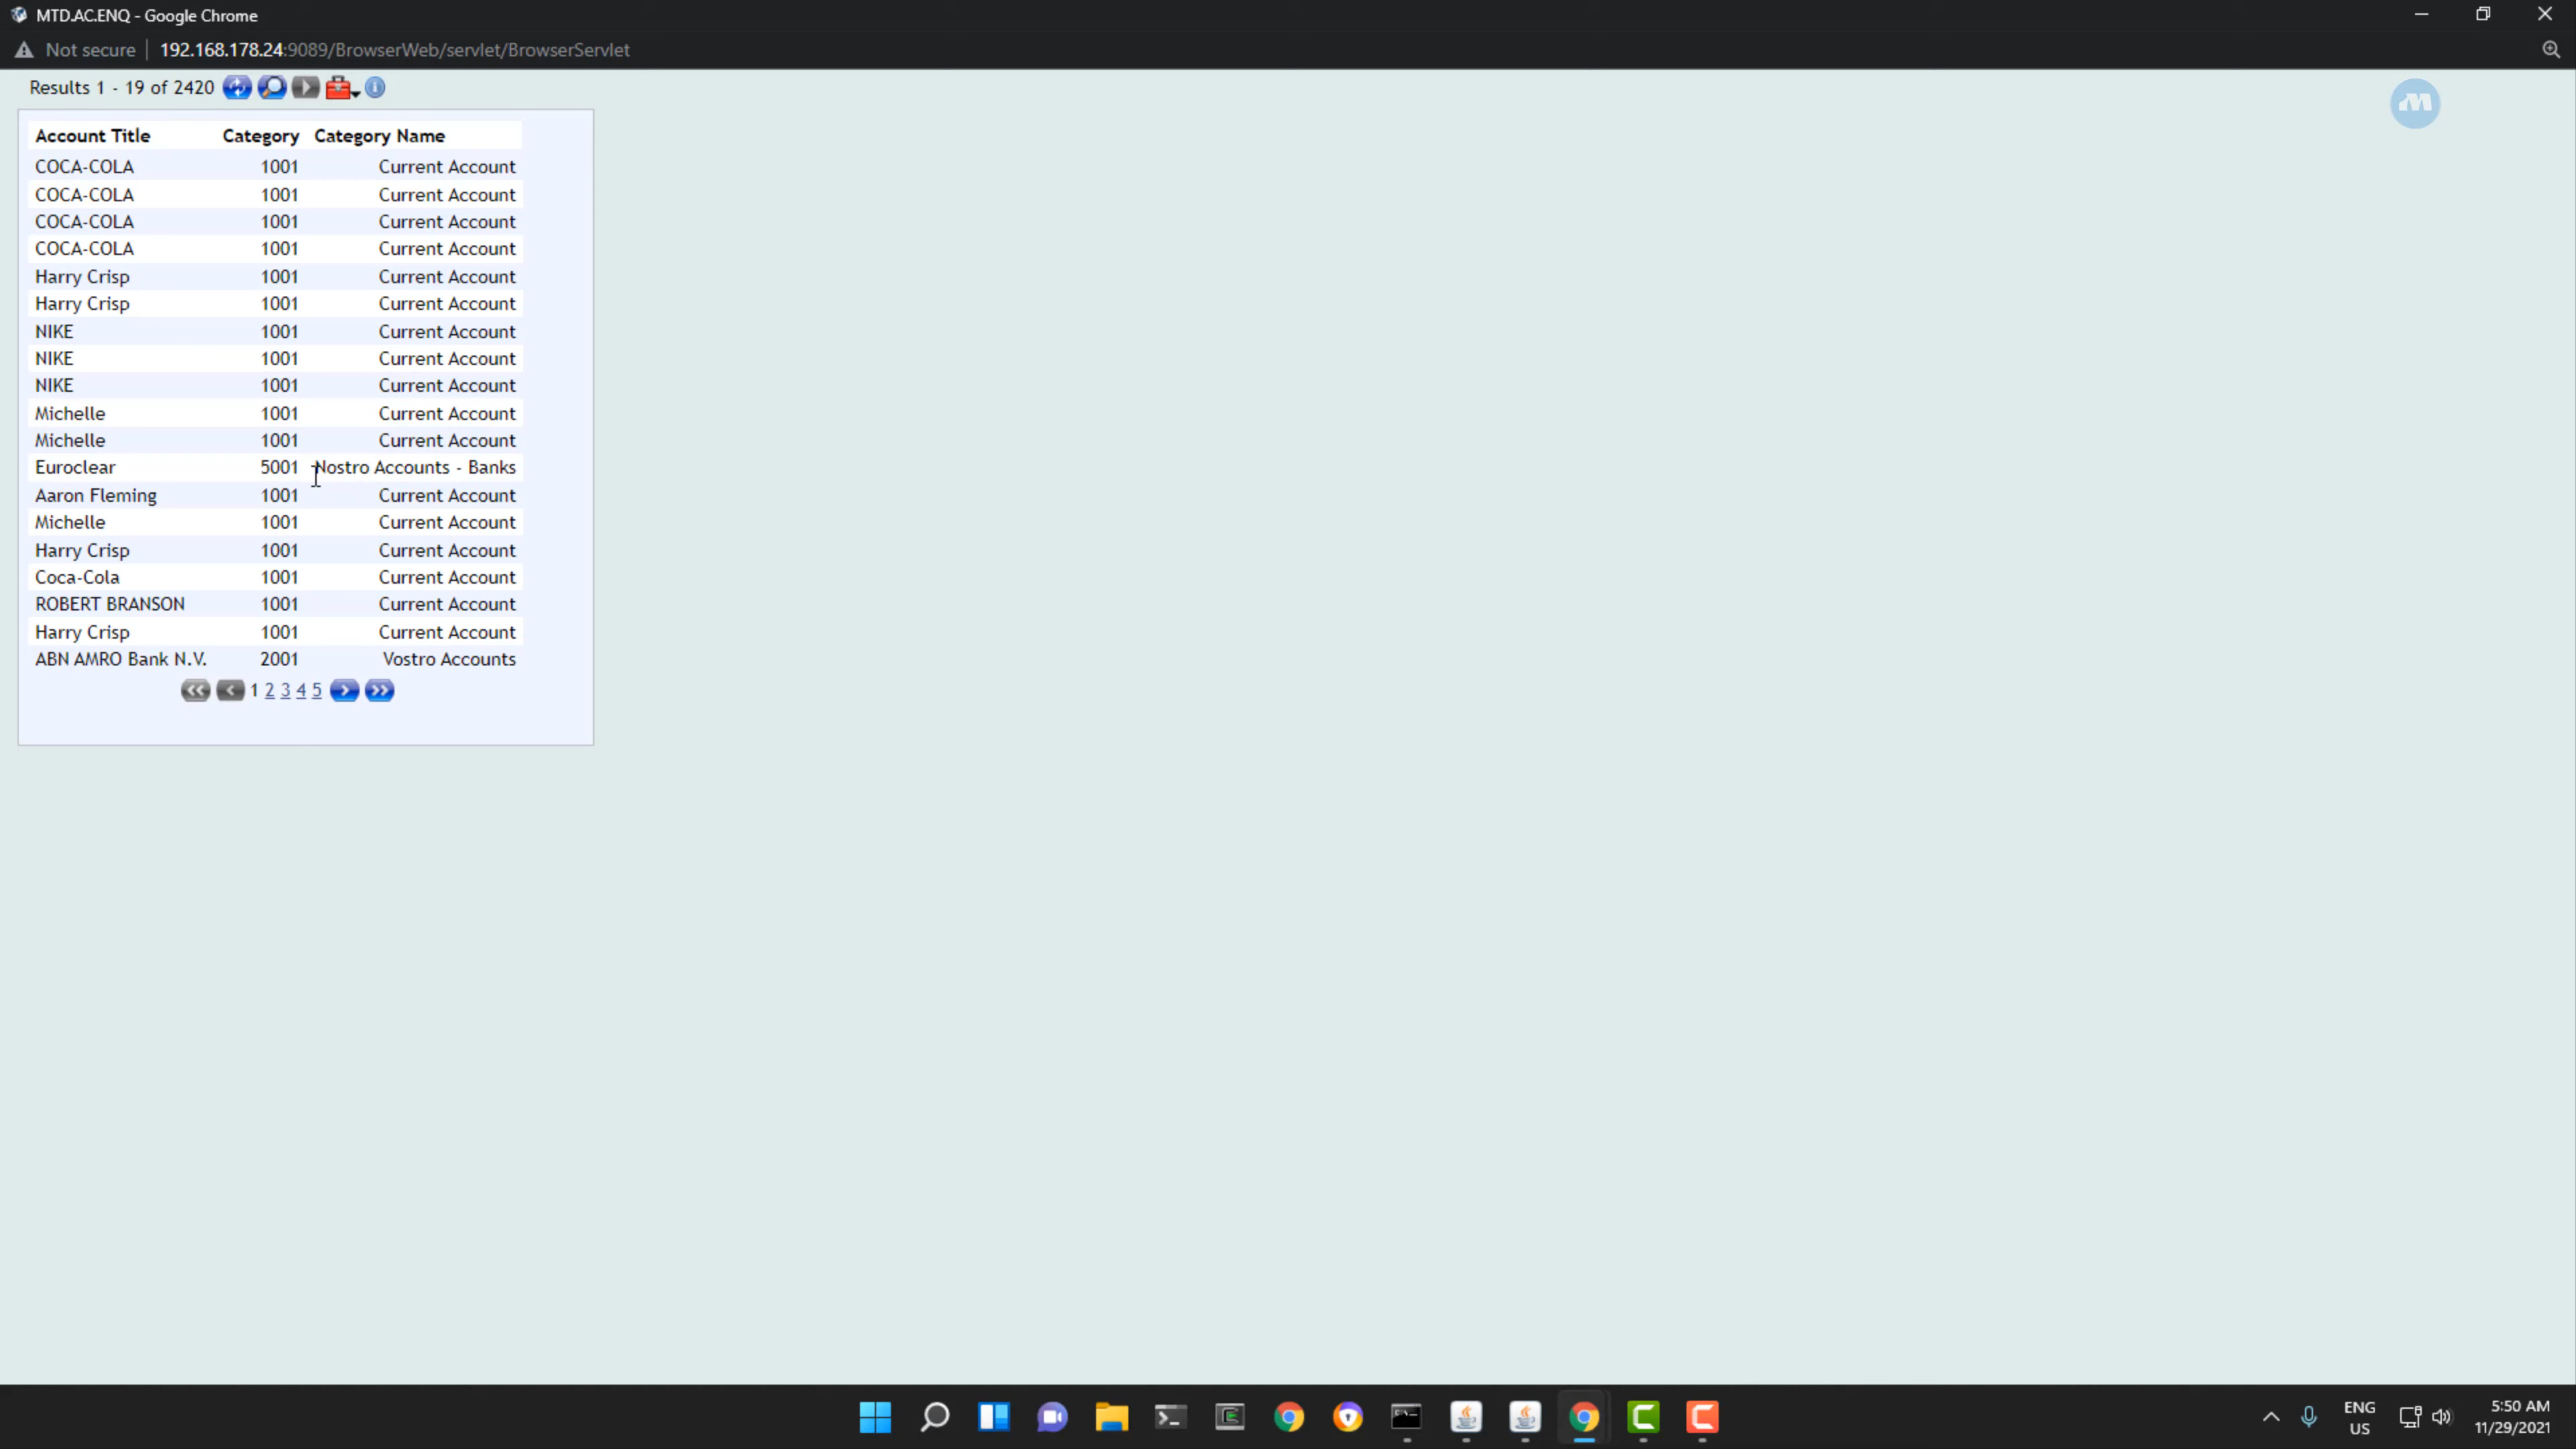 MTD.AC.ENQ - Google Chrome
Not secure 192.168.178.24:9089/BrowserWeb/servlet/BrowserServlet
Results 1 - 19 of 2420
Account Title Category Category Name
COCA-COLA 1001 Current Account
COCA-COLA 1001 Current Account
COCA-COLA 1001 Current Account
COCA-COLA 1001 Current Account
Harry Crisp 1001 Current Account
Harry Crisp 1001 Current Account
NIKE 1001 Current Account
NIKE 1001 Current Account
NIKE 1001 Current Account
Michelle 1001 Current Account
Michelle 1001 Current Account
Euroclear 5001 Nostro Accounts - Banks
Aaron Fleming 1001 Current Account
Michelle 1001 Current Account
Harry Crisp 1001 Current Account
Coca-Cola 1001 Current Account
ROBERT BRANSON 1001 Current Account
Harry Crisp 1001 Current Account
ABN AMRO Bank N.V. 2001 Vostro Accounts
1 2 3 4 5
ENG
US
5:50 AM
11/29/2021